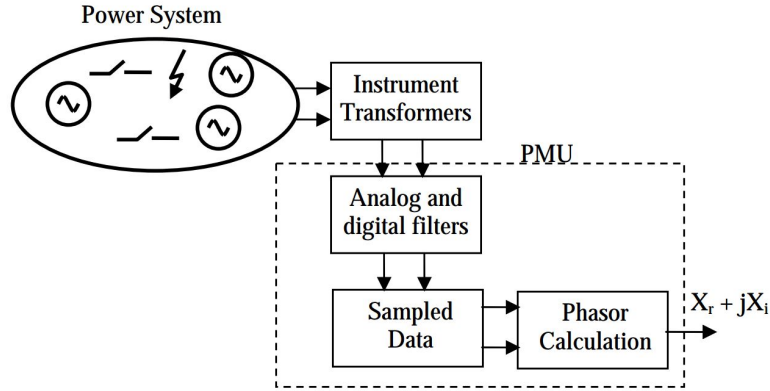 Power System
Instrument
Transformers
PMU
Analog and
digital filters
Sampled
Data
Phasor
Calculation
Xᵣ + jXᵢ